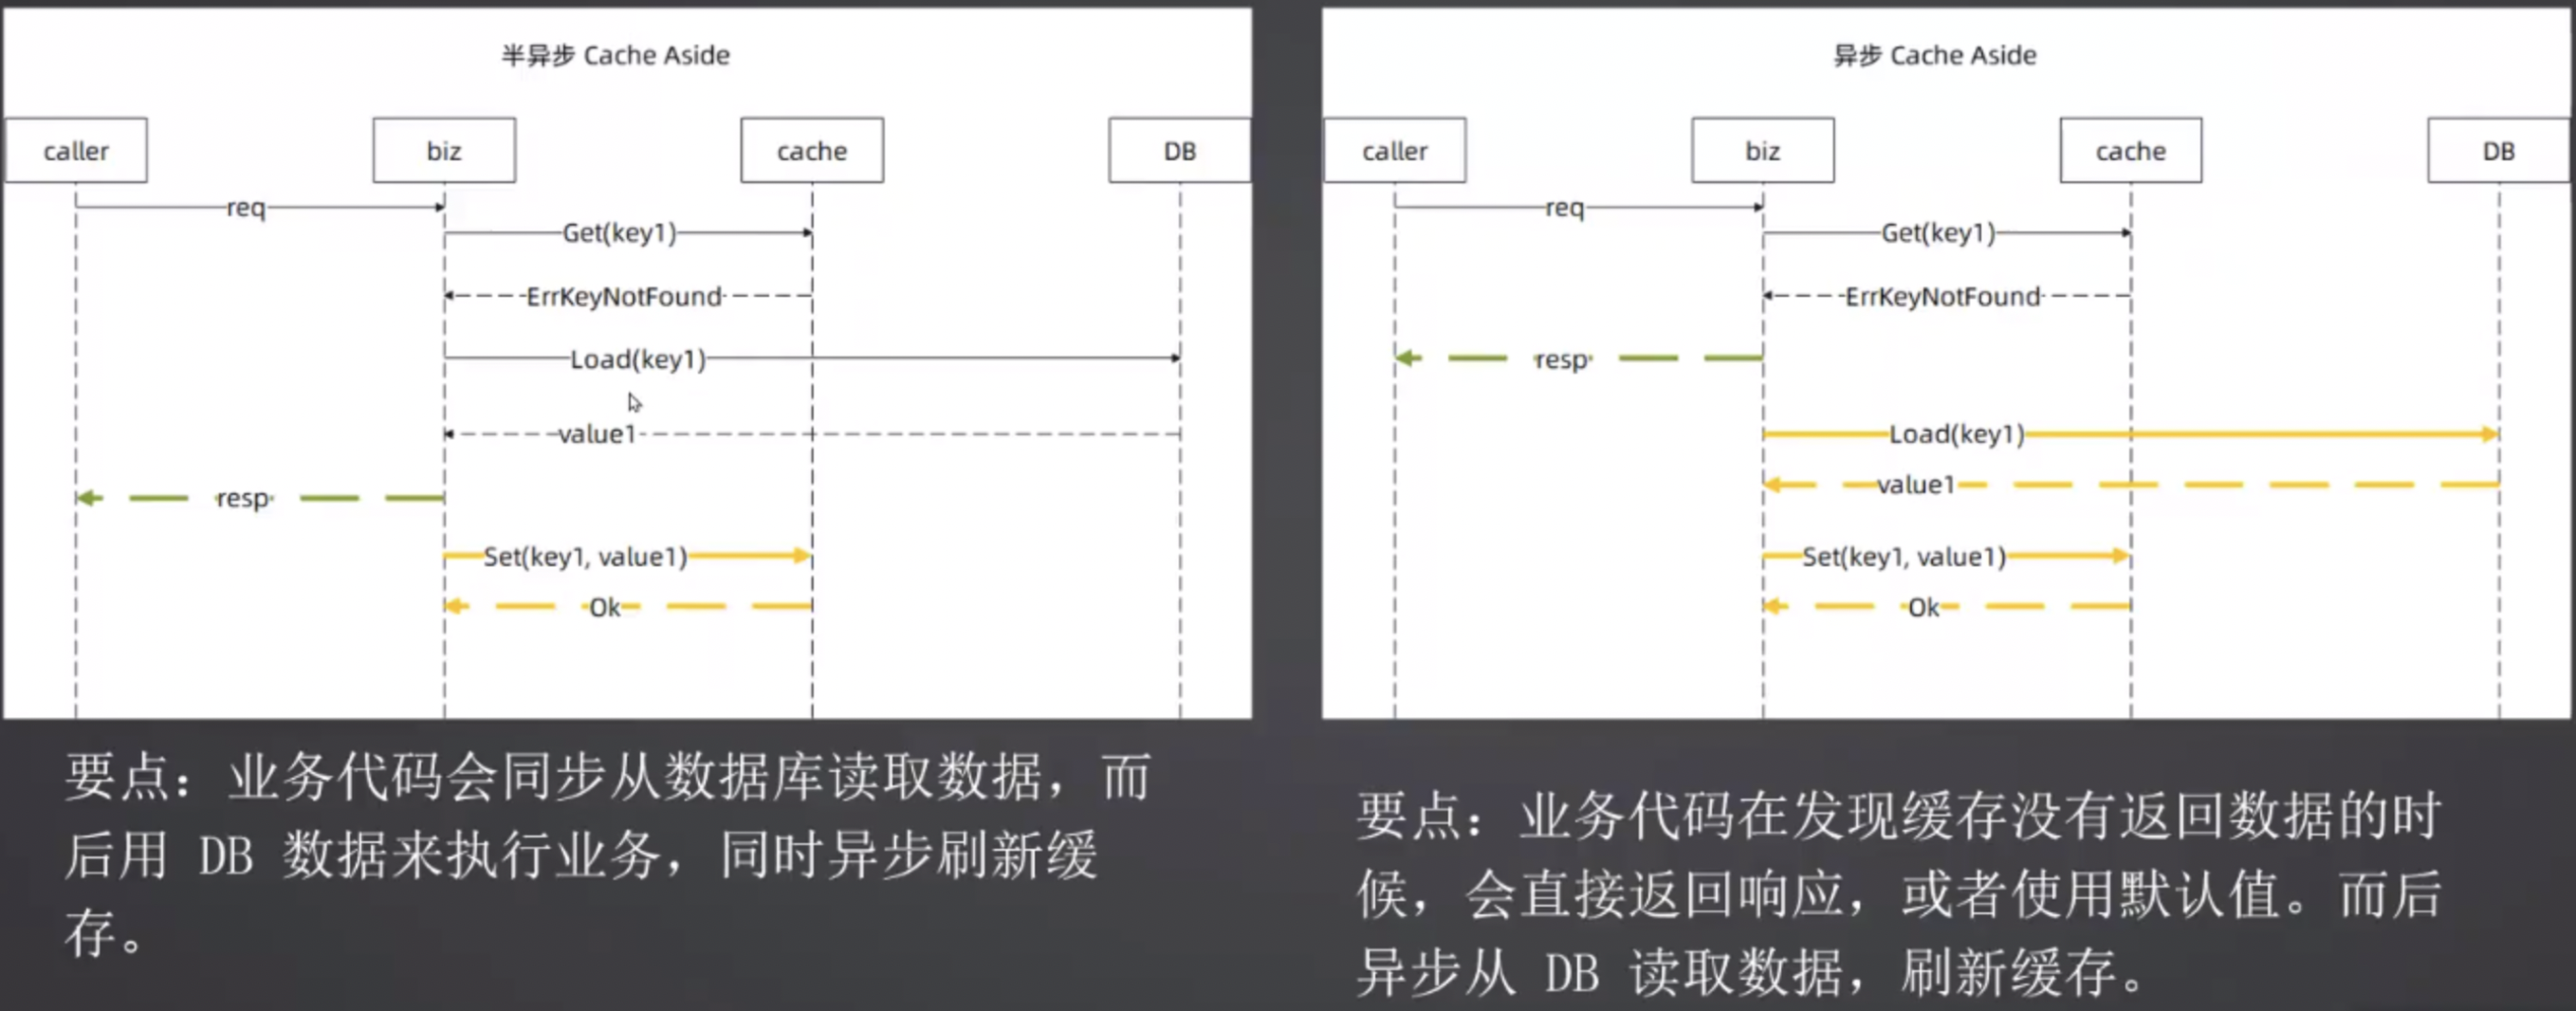 半异步 Cache Aside
caller
biz
cache
DB
req
Get(key1)
ErrKeyNotFound
Load(key1)
value1
resp
Set(key1, value1)
Ok
要点：业务代码会同步从数据库读取数据，而
后用 DB 数据来执行业务，同时异步刷新缓
存。
异步 Cache Aside
caller
biz
cache
DB
req
Get(key1)
ErrKeyNotFound
resp
Load(key1)
value1
Set(key1, value1)
Ok
要点：业务代码在发现缓存没有返回数据的时
候，会直接返回响应，或者使用默认值。而后
异步从 DB 读取数据，刷新缓存。